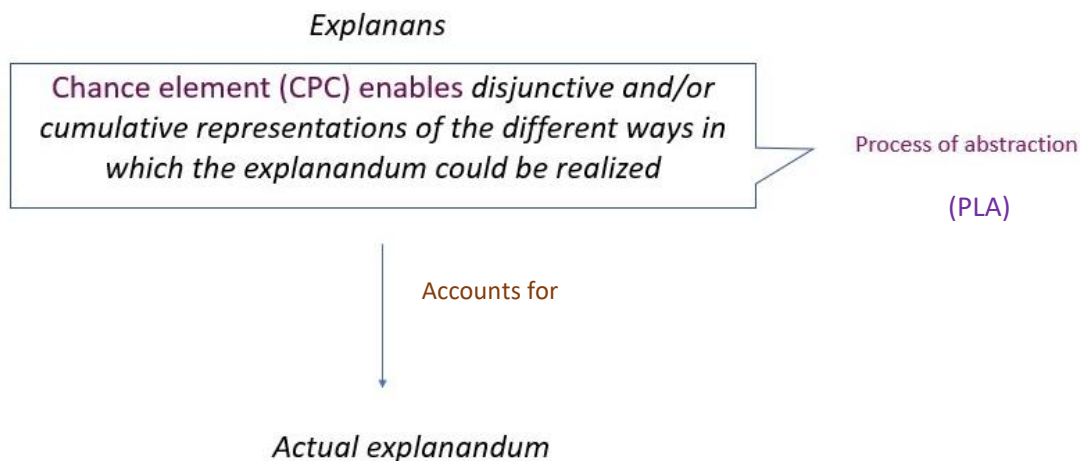 Explanans
Chance element (CPC) enables disjunctive and/or
cumulative representations of the different ways in
which the explanandum could be realized
Process of abstraction
(PLA)
Accounts for
Actual explanandum